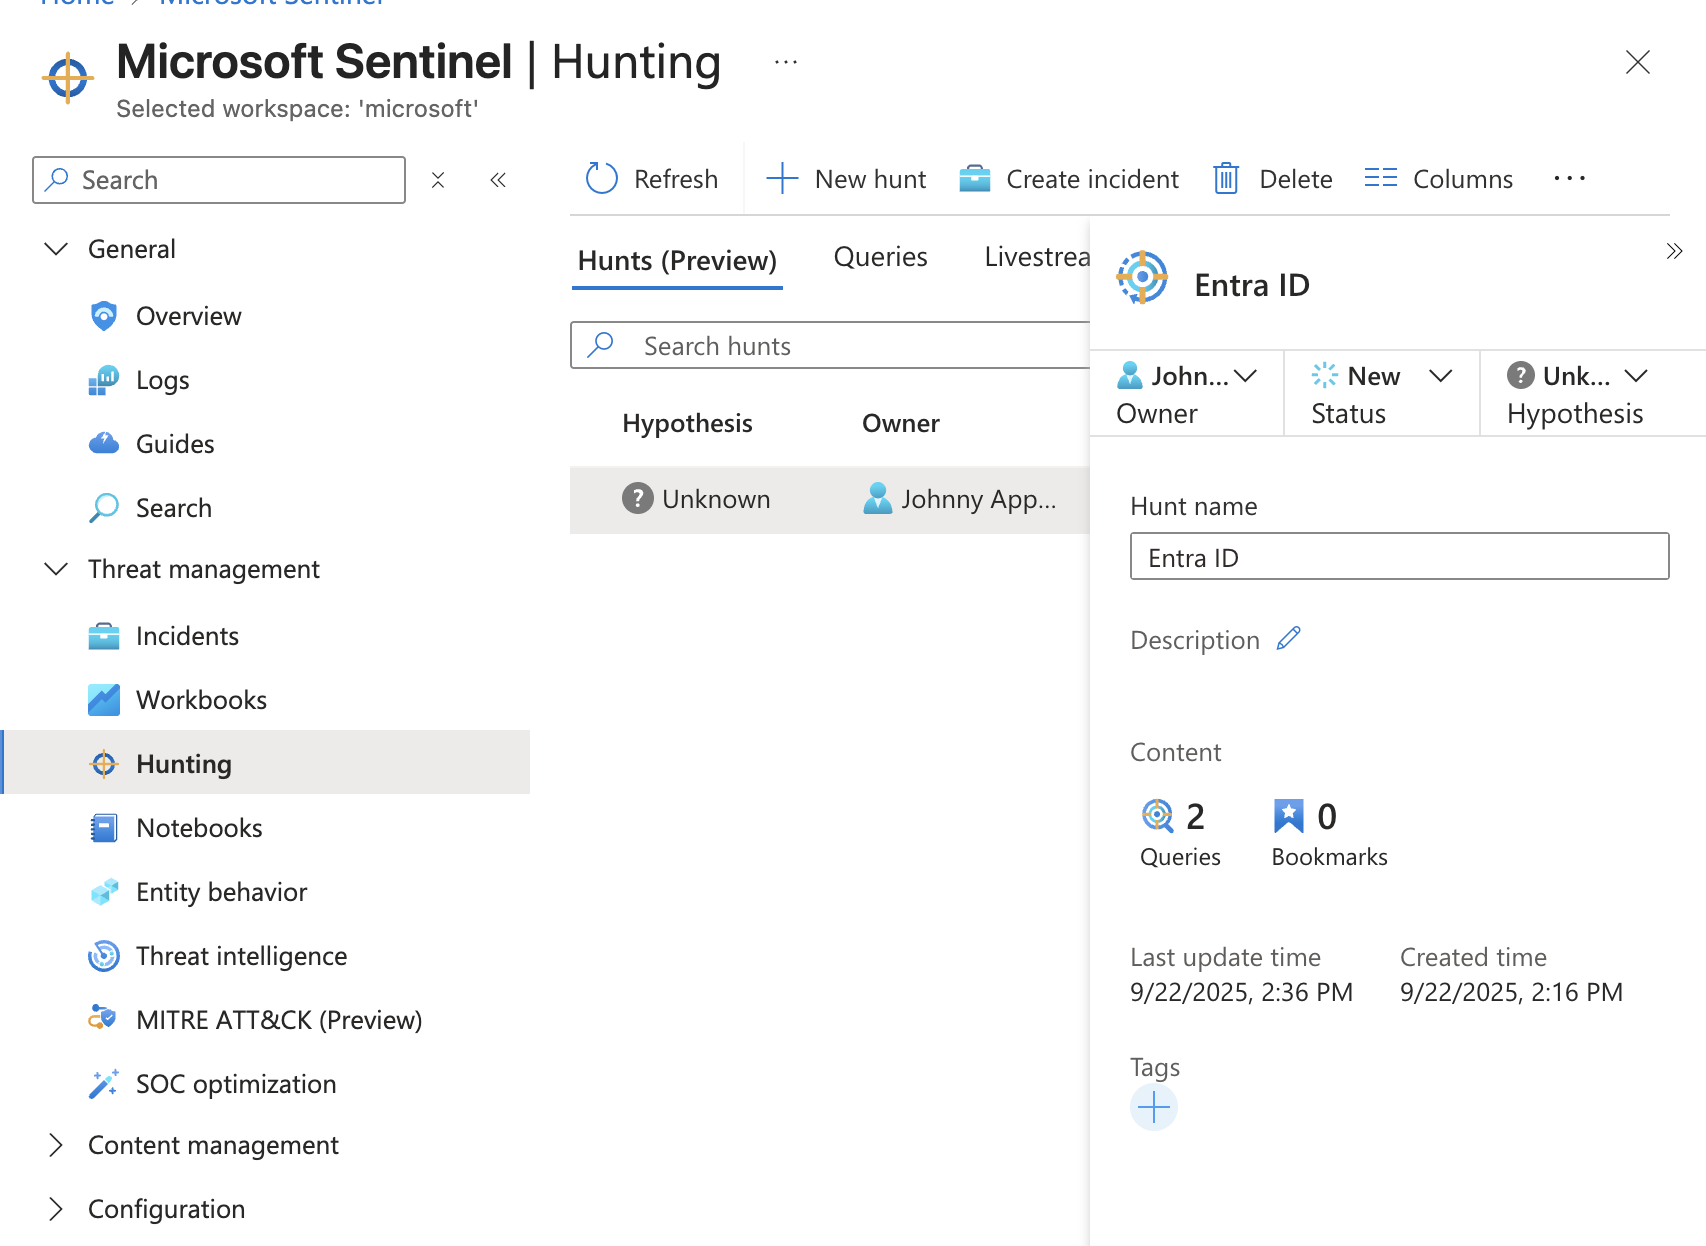 Home > Microsoft Sentinel
Microsoft Sentinel | Hunting ...
Selected workspace: 'microsoft'
Search
General
Overview
Logs
Guides
Search
Threat management
Incidents
Workbooks
Hunting
Notebooks
Entity behavior
Threat intelligence
MITRE ATT&CK (Preview)
SOC optimization
Content management
Configuration
Refresh New hunt Create incident Delete Columns ...
Hunts (Preview) Queries Livestrea
Search hunts
Hypothesis Owner
Unknown Johnny App...
Entra ID
John... New Unk...
Owner Status Hypothesis
Hunt name
Entra ID
Description
Content
2 0
Queries Bookmarks
Last update time Created time
9/22/2025, 2:36 PM 9/22/2025, 2:16 PM
Tags